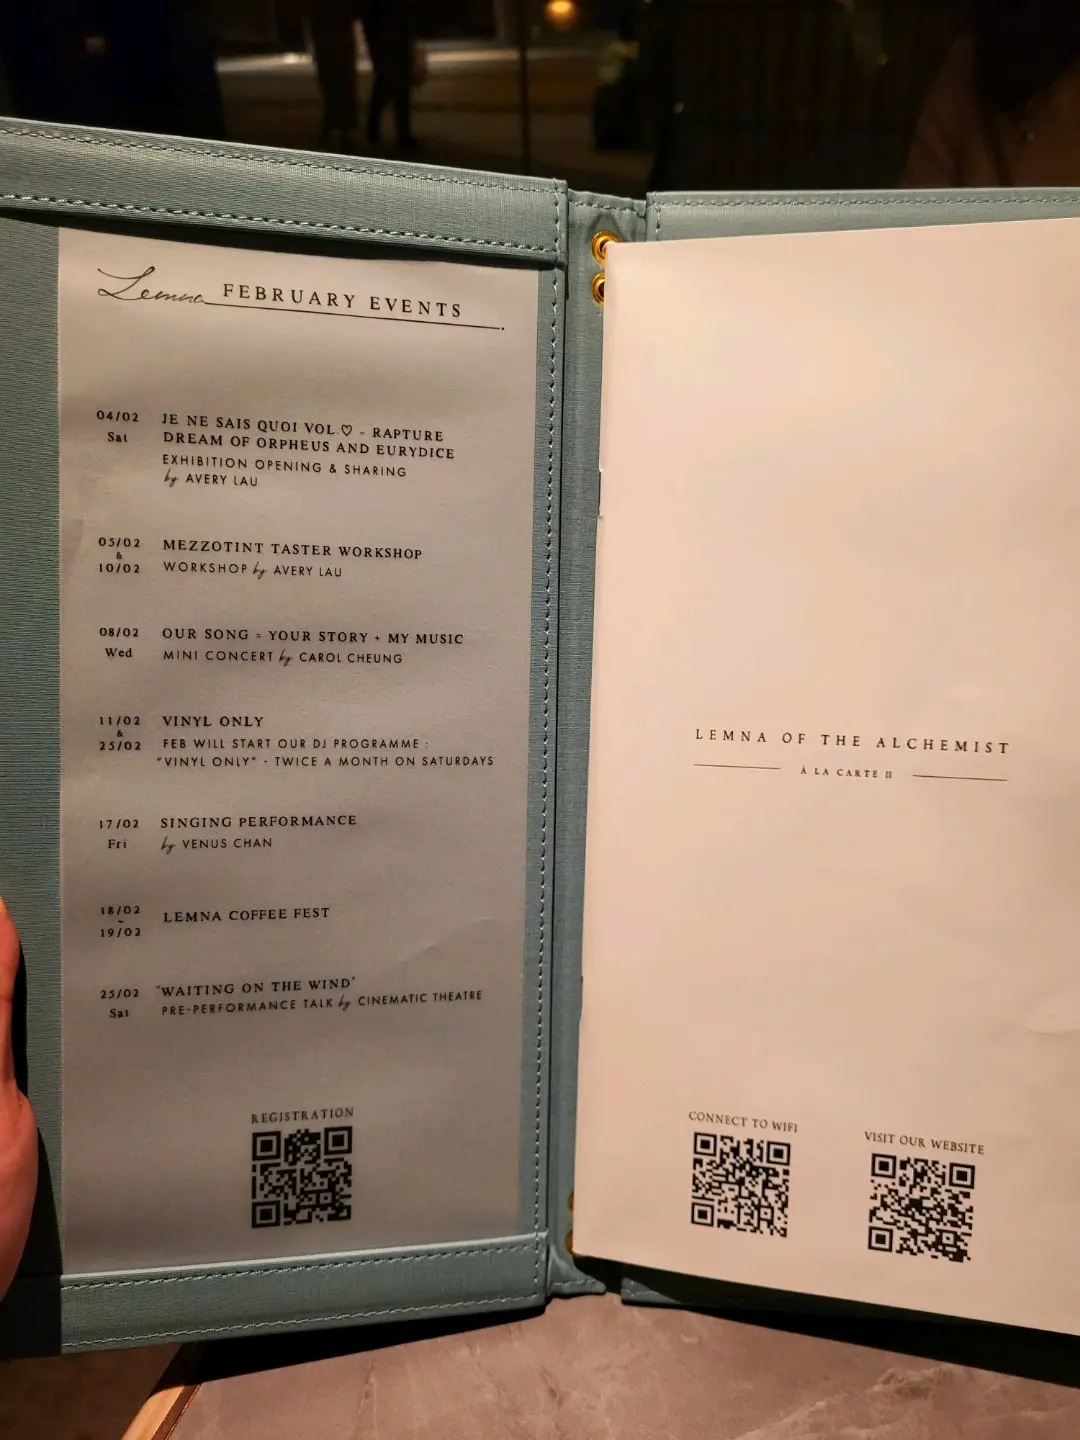 Lemna FEBRUARY EVENTS
04/02
Sat
JE NE SAIS QUOI VOL.♡ - RAPTURE
DREAM OF ORPHEUS AND EURYDICE
EXHIBITION OPENING & SHARING
by AVERY LAU
05/02
&
10/02
MEZZOTINT TASTER WORKSHOP
WORKSHOP by AVERY LAU
08/02
Wed
OUR SONG = YOUR STORY + MY MUSIC
MINI CONCERT by CAROL CHEUNG
11/02
&
25/02
VINYL ONLY
FEB WILL START OUR DJ PROGRAMME :
"VINYL ONLY" - TWICE A MONTH ON SATURDAYS
17/02
Fri
SINGING PERFORMANCE
by VENUS CHAN
18/02
~
19/02
LEMNA COFFEE FEST
25/02
Sat
"WAITING ON THE WIND"
PRE-PERFORMANCE TALK by CINEMATIC THEATRE
REGISTRATION
LEMNA OF THE ALCHEMIST
À LA CARTE II
CONNECT TO WIFI
VISIT OUR WEBSITE